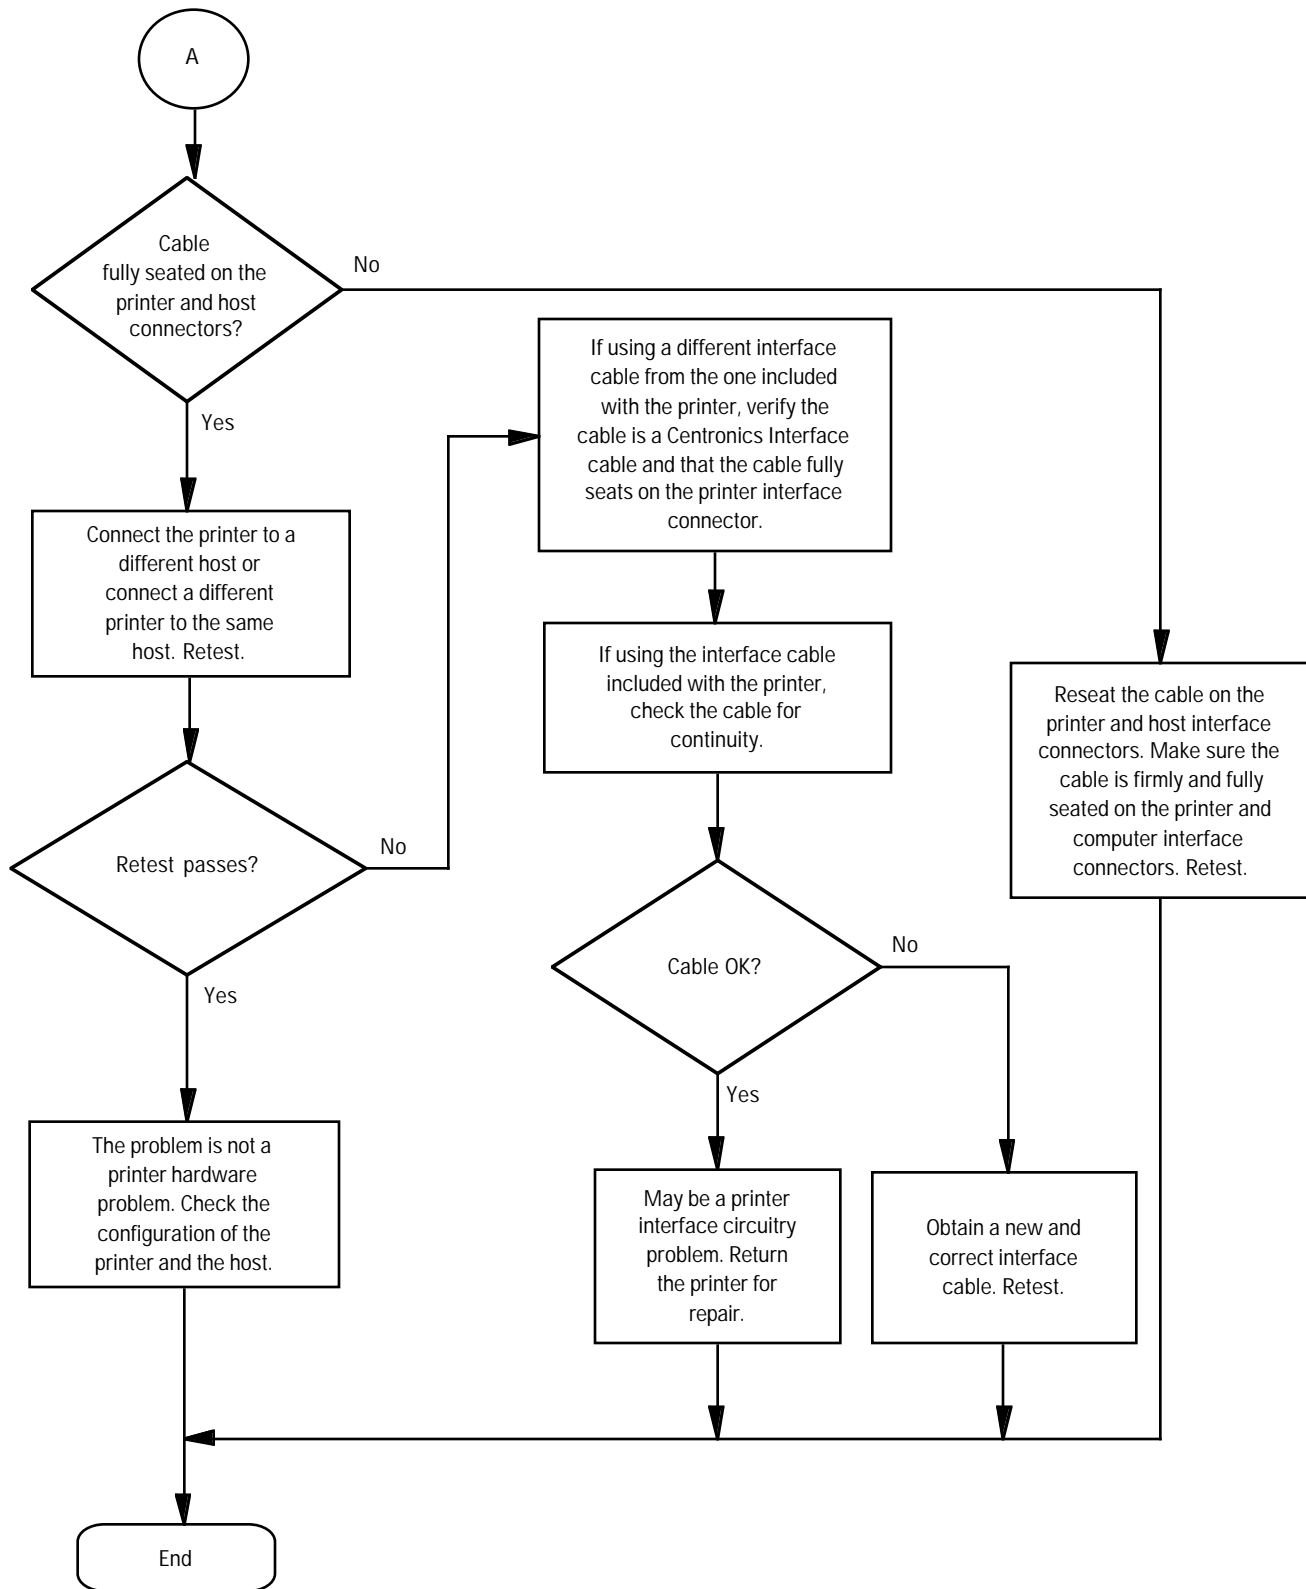 A
Cable
fully seated on the
printer and host
connectors?
No
Yes
If using a different interface
cable from the one included
with the printer, verify the
cable is a Centronics Interface
cable and that the cable fully
seats on the printer interface
connector.
Connect the printer to a
different host or
connect a different
printer to the same
host. Retest.
If using the interface cable
included with the printer,
check the cable for
continuity.
Reseat the cable on the
printer and host interface
connectors. Make sure the
cable is firmly and fully
seated on the printer and
computer interface
connectors. Retest.
Retest passes?
No
Yes
Cable OK?
No
Yes
The problem is not a
printer hardware
problem. Check the
configuration of the
printer and the host.
May be a printer
interface circuitry
problem. Return
the printer for
repair.
Obtain a new and
correct interface
cable. Retest.
End